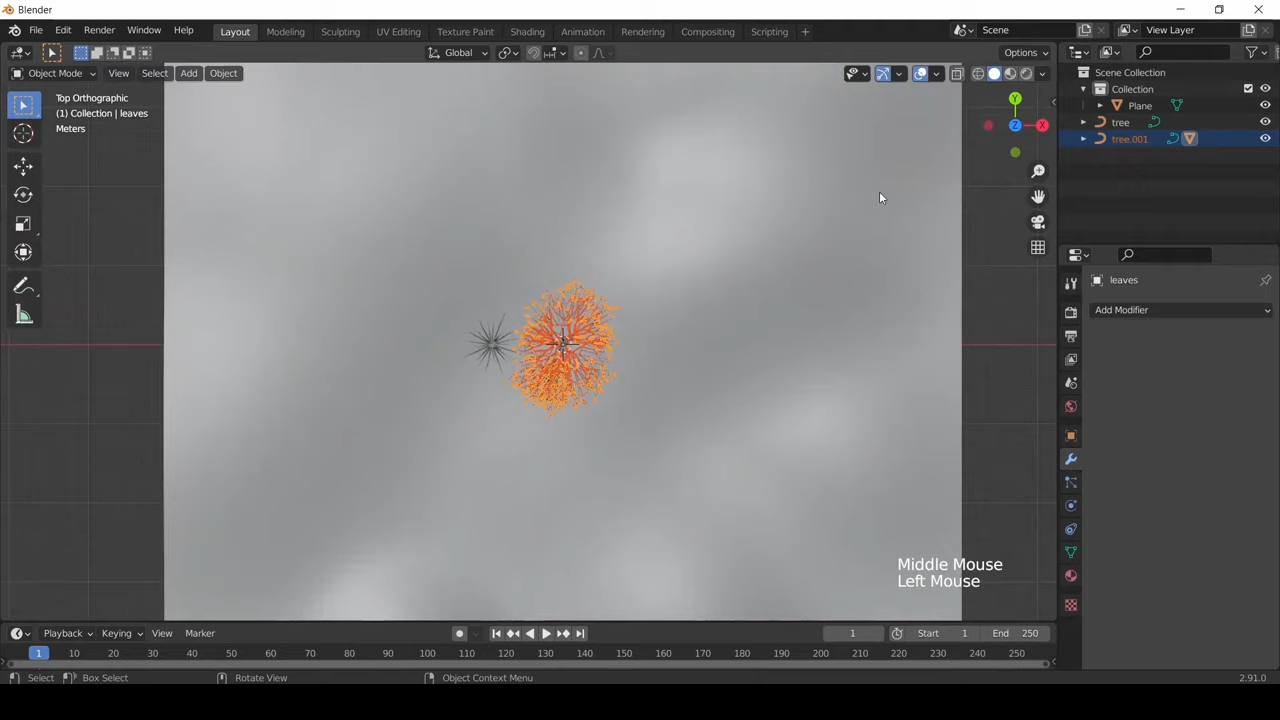 Blender
File Edit Render Window Help Layout Modeling Sculpting UV Editing Texture Paint Shading Animation Rendering Compositing Scripting + Scene View Layer
Global Options
Object Mode View Select Add Object
Scene Collection
Collection
Plane
tree
tree.001
Top Orthographic
(1) Collection | leaves
Meters
Y
Z
X
leaves
Add Modifier
Middle Mouse
Left Mouse
Playback Keying View Marker 1 Start 1 End 250
1 10 20 30 40 50 60 70 80 90 100 110 120 130 140 150 160 170 180 190 200 210 220 230 240 250
Select Box Select Rotate View Object Context Menu 2.91.0